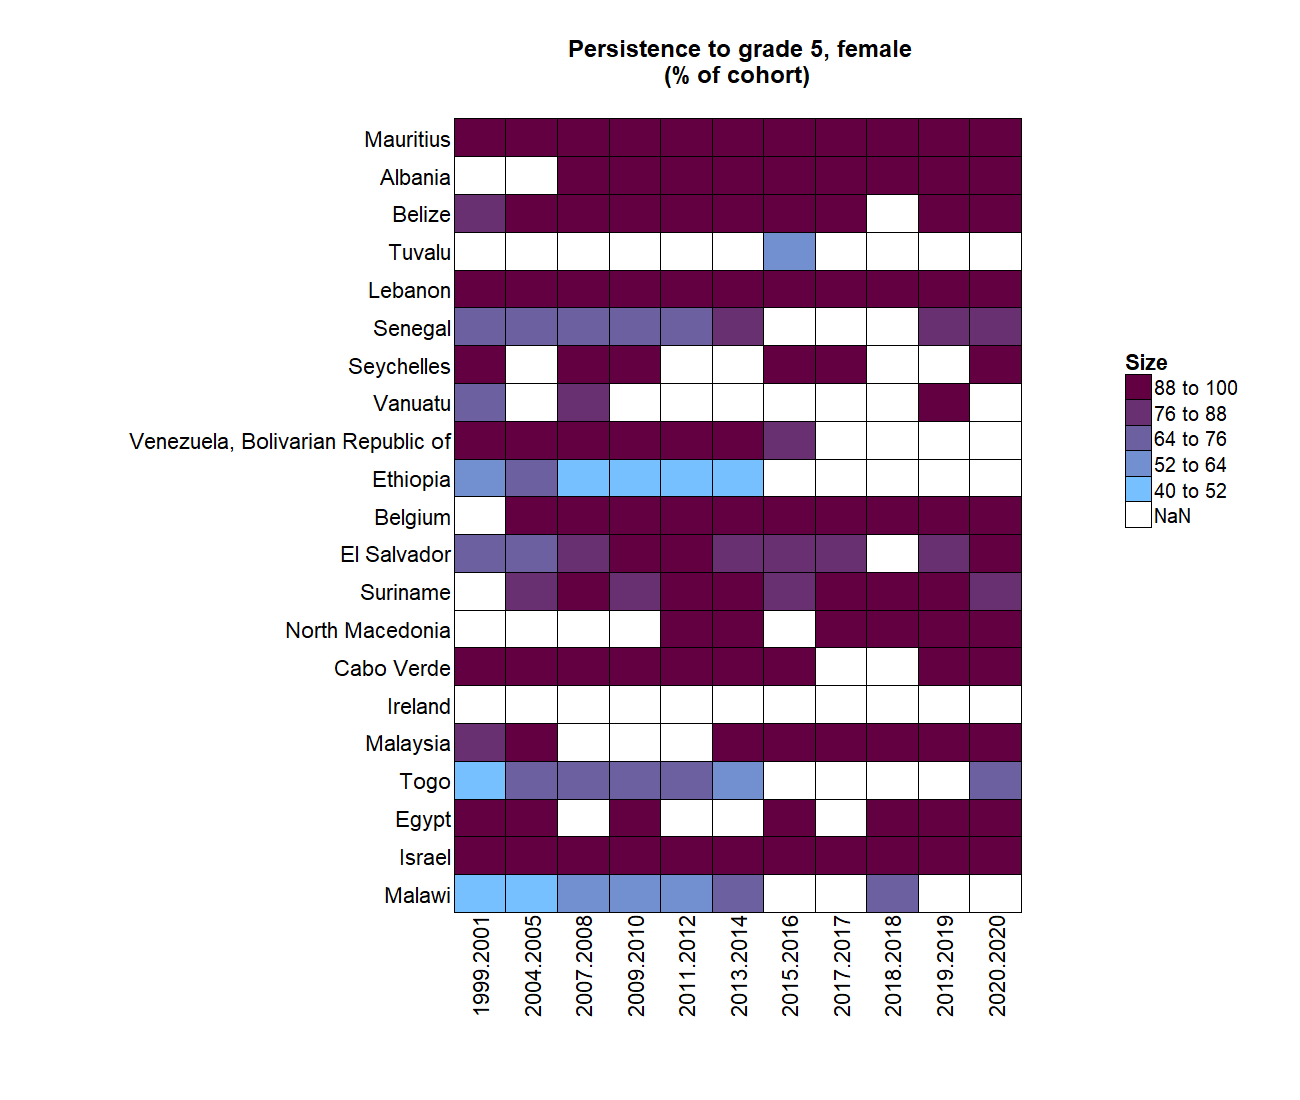 Persistence to grade 5, female
(% of cohort)
Mauritius
Albania
Belize
Tuvalu
Lebanon
Senegal
Seychelles
Vanuatu
Venezuela, Bolivarian Republic of
Ethiopia
Belgium
El Salvador
Suriname
North Macedonia
Cabo Verde
Ireland
Malaysia
Togo
Egypt
Israel
Malawi
1999.2001
2004.2005
2007.2008
2009.2010
2011.2012
2013.2014
2015.2016
2017.2017
2018.2018
2019.2019
2020.2020
Size
88 to 100
76 to 88
64 to 76
52 to 64
40 to 52
NaN